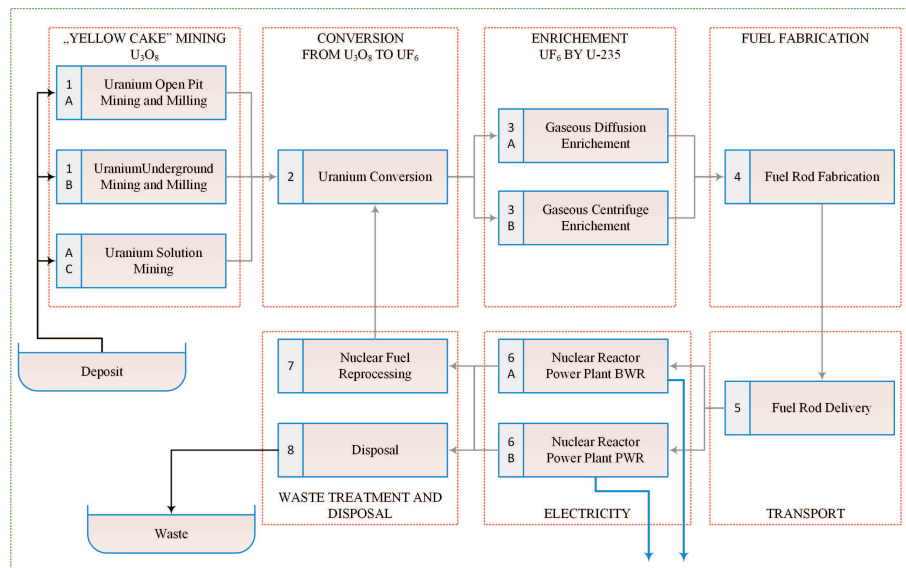 „YELLOW CAKE” MINING
U₃O₈
1
A
Uranium Open Pit
Mining and Milling
1
B
UraniumUnderground
Mining and Milling
A
C
Uranium Solution
Mining
Deposit
CONVERSION
FROM U₃O₈ TO UF₆
2
Uranium Conversion
ENRICHEMENT
UF₆ BY U-235
3
A
Gaseous Diffusion
Enrichement
3
B
Gaseous Centrifuge
Enrichement
FUEL FABRICATION
4
Fuel Rod Fabrication
7
Nuclear Fuel
Reprocessing
8
Disposal
WASTE TREATMENT AND
DISPOSAL
Waste
6
A
Nuclear Reactor
Power Plant BWR
6
B
Nuclear Reactor
Power Plant PWR
ELECTRICITY
5
Fuel Rod Delivery
TRANSPORT